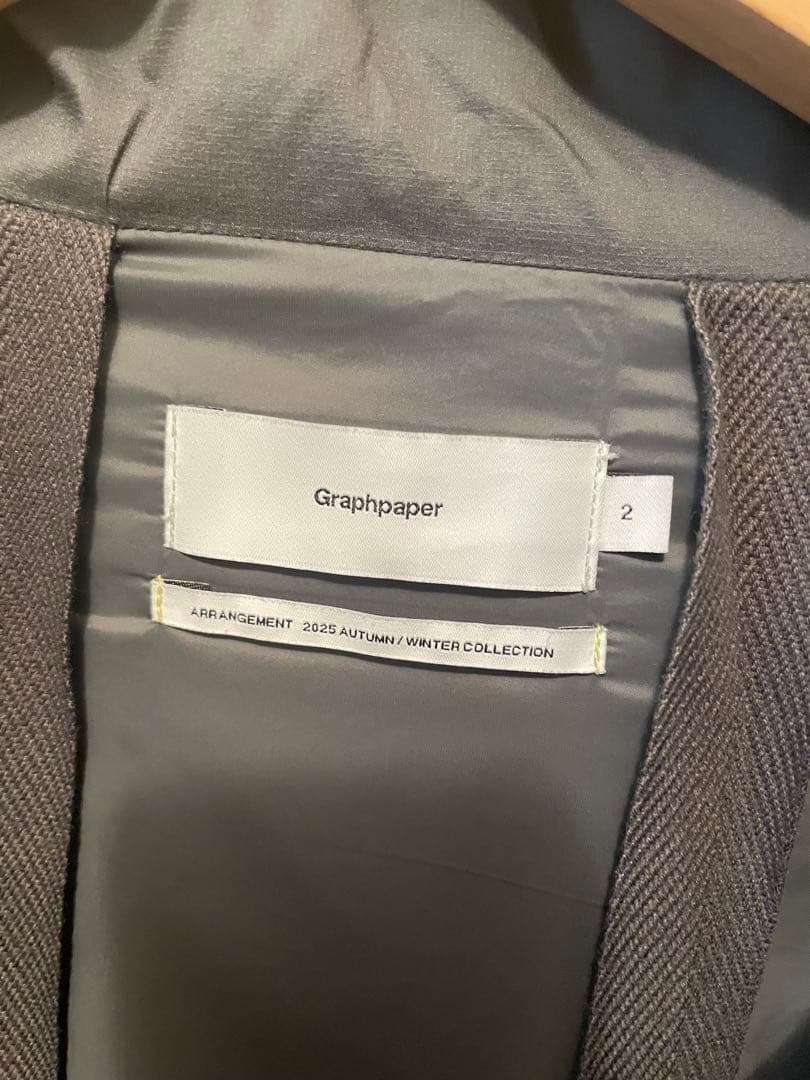 Graphpaper
2
ARRANGEMENT 2025 AUTUMN / WINTER COLLECTION